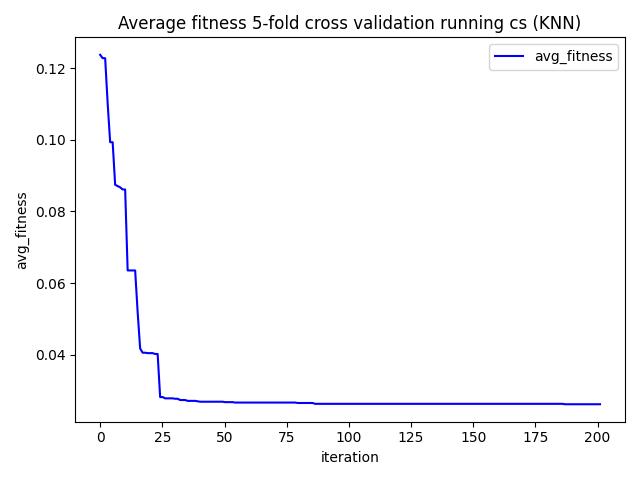 Average fitness 5-fold cross validation running cs (KNN)
avg_fitness
0.12
0.10
0.08
0.06
0.04
avg_fitness
0 25 50 75 100 125 150 175 200
iteration